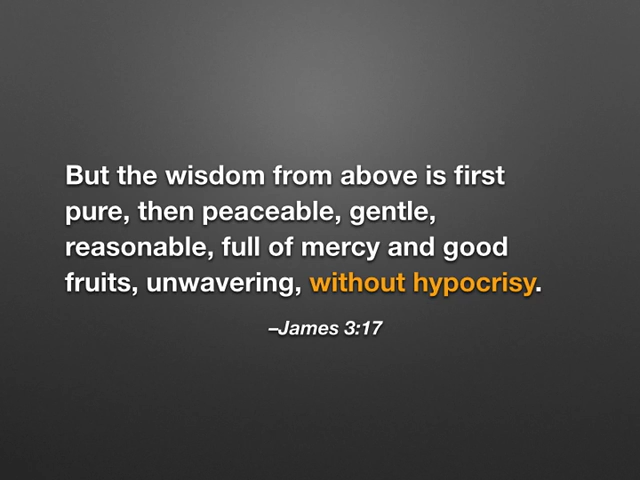 But the wisdom from above is first
pure, then peaceable, gentle,
reasonable, full of mercy and good
fruits, unwavering, without hypocrisy.
–James 3:17